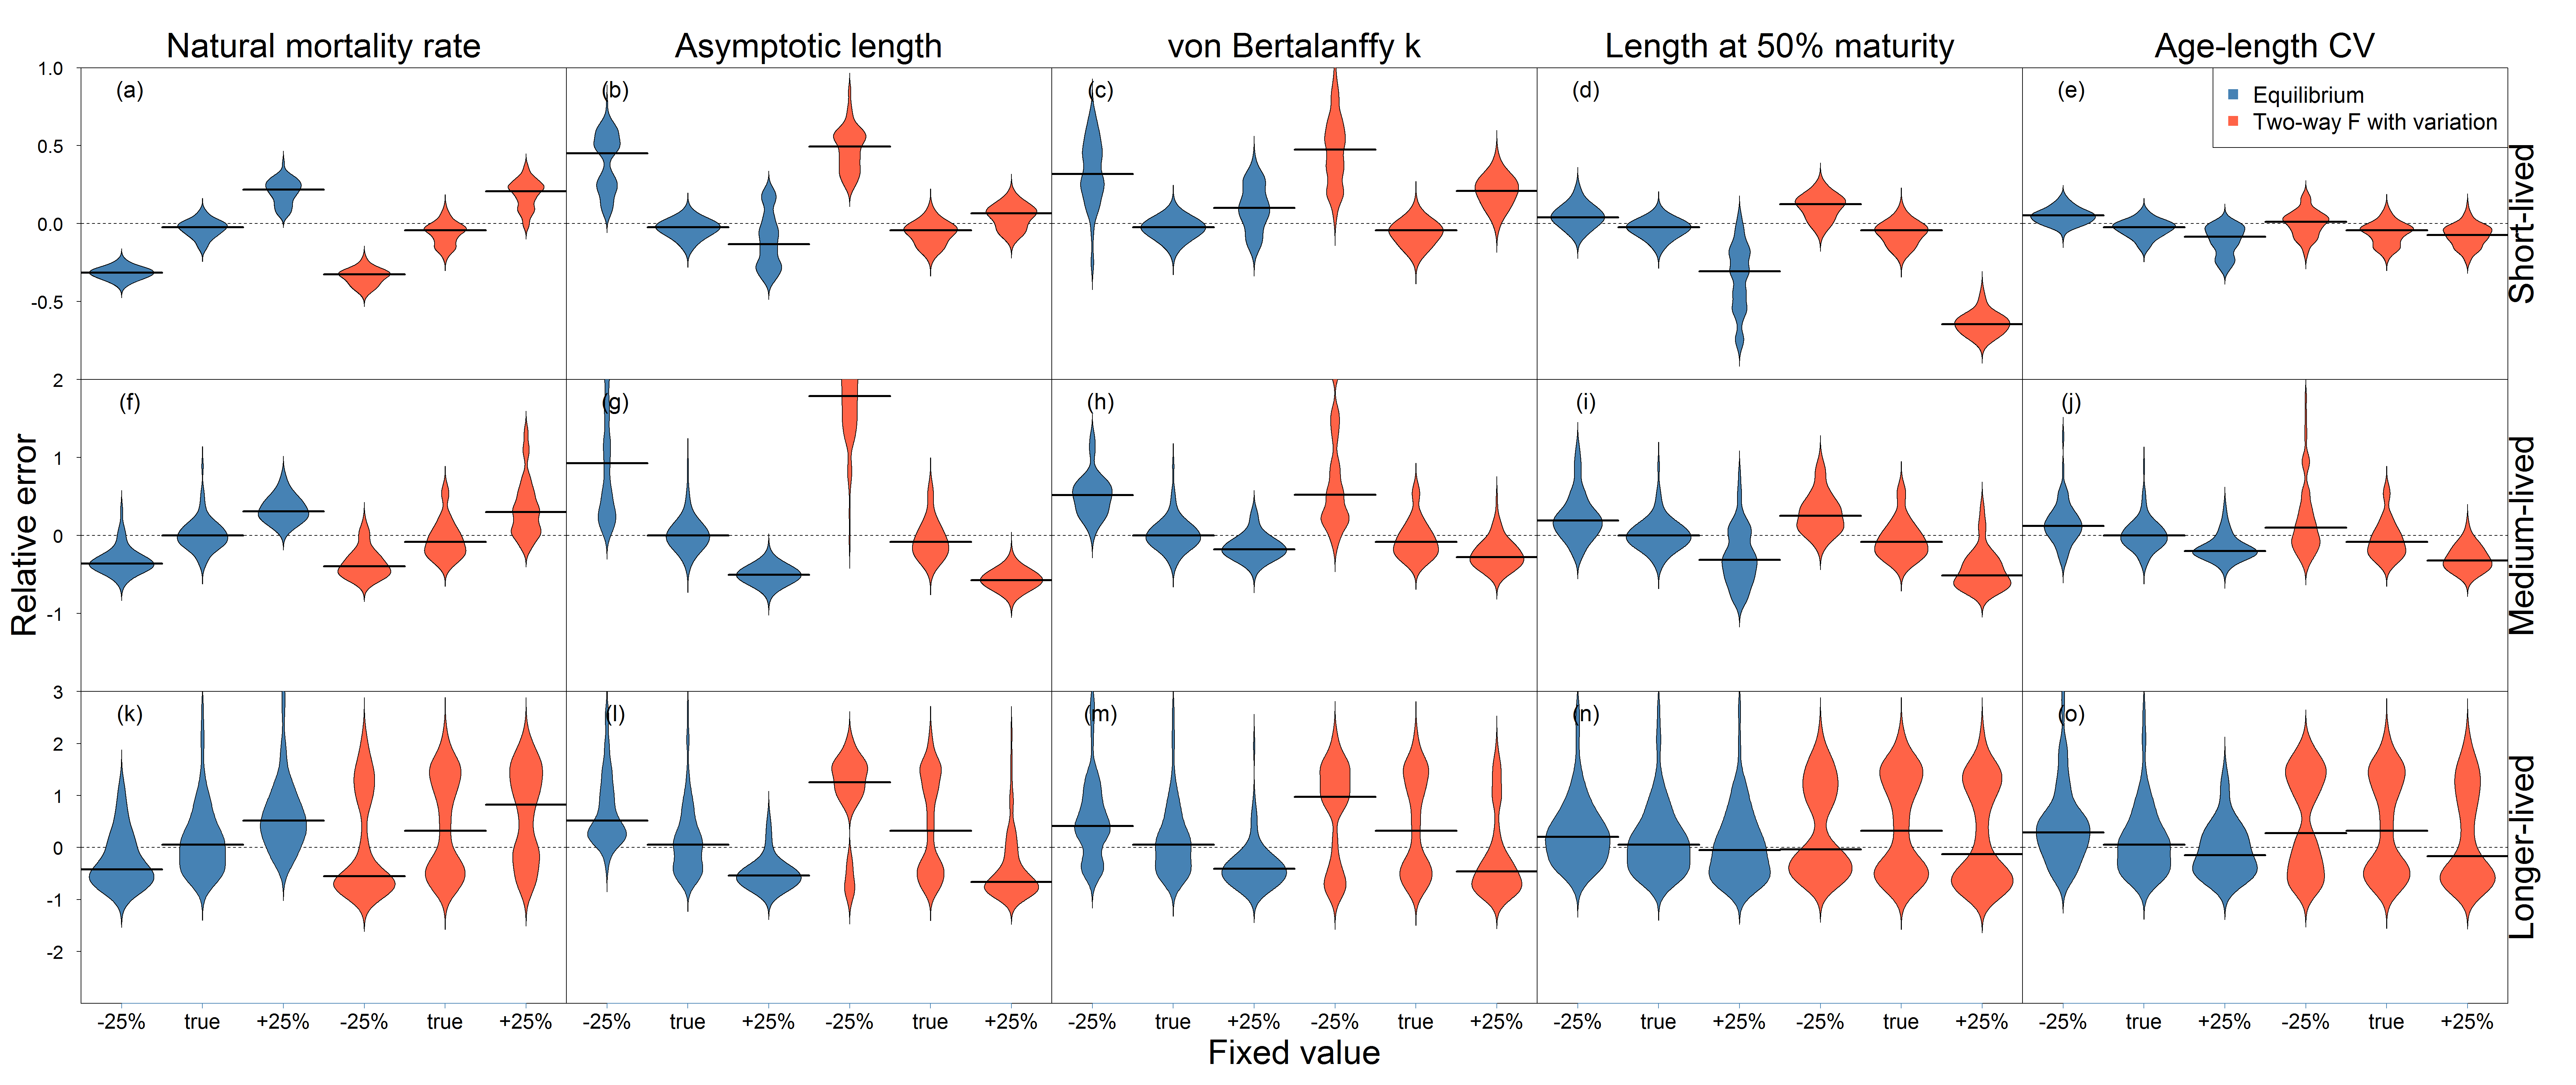 Natural mortality rate Asymptotic length von Bertalanffy k Length at 50% maturity Age-length CV
(a) (b) (c) (d) (e)
Equilibrium
Two-way F with variation
1.0
0.5
0.0
-0.5
Short-lived
(f) (g) (h) (i) (j)
2
1
0
-1
Medium-lived
Relative error
(k) (l) (m) (n) (o)
3
2
1
0
-1
-2
Longer-lived
-25% true +25% -25% true +25% -25% true +25% -25% true +25% -25% true +25% -25% true +25% -25% true +25% -25% true +25% -25% true +25% -25% true +25%
Fixed value